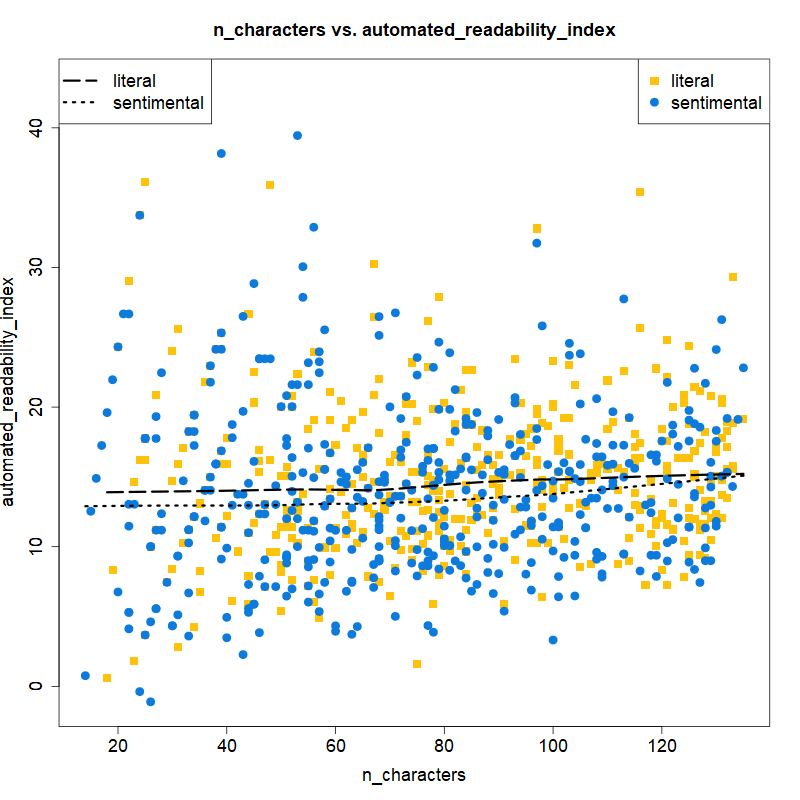 n_characters vs. automated_readability_index
literal
sentimental
literal
sentimental
automated_readability_index
40
30
20
10
0
20
40
60
80
100
120
n_characters